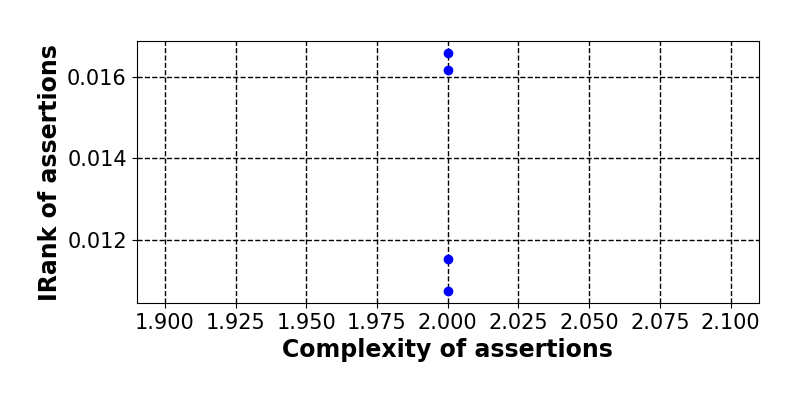 IRank of assertions
0.016
0.014
0.012
1.900 1.925 1.950 1.975 2.000 2.025 2.050 2.075 2.100
Complexity of assertions